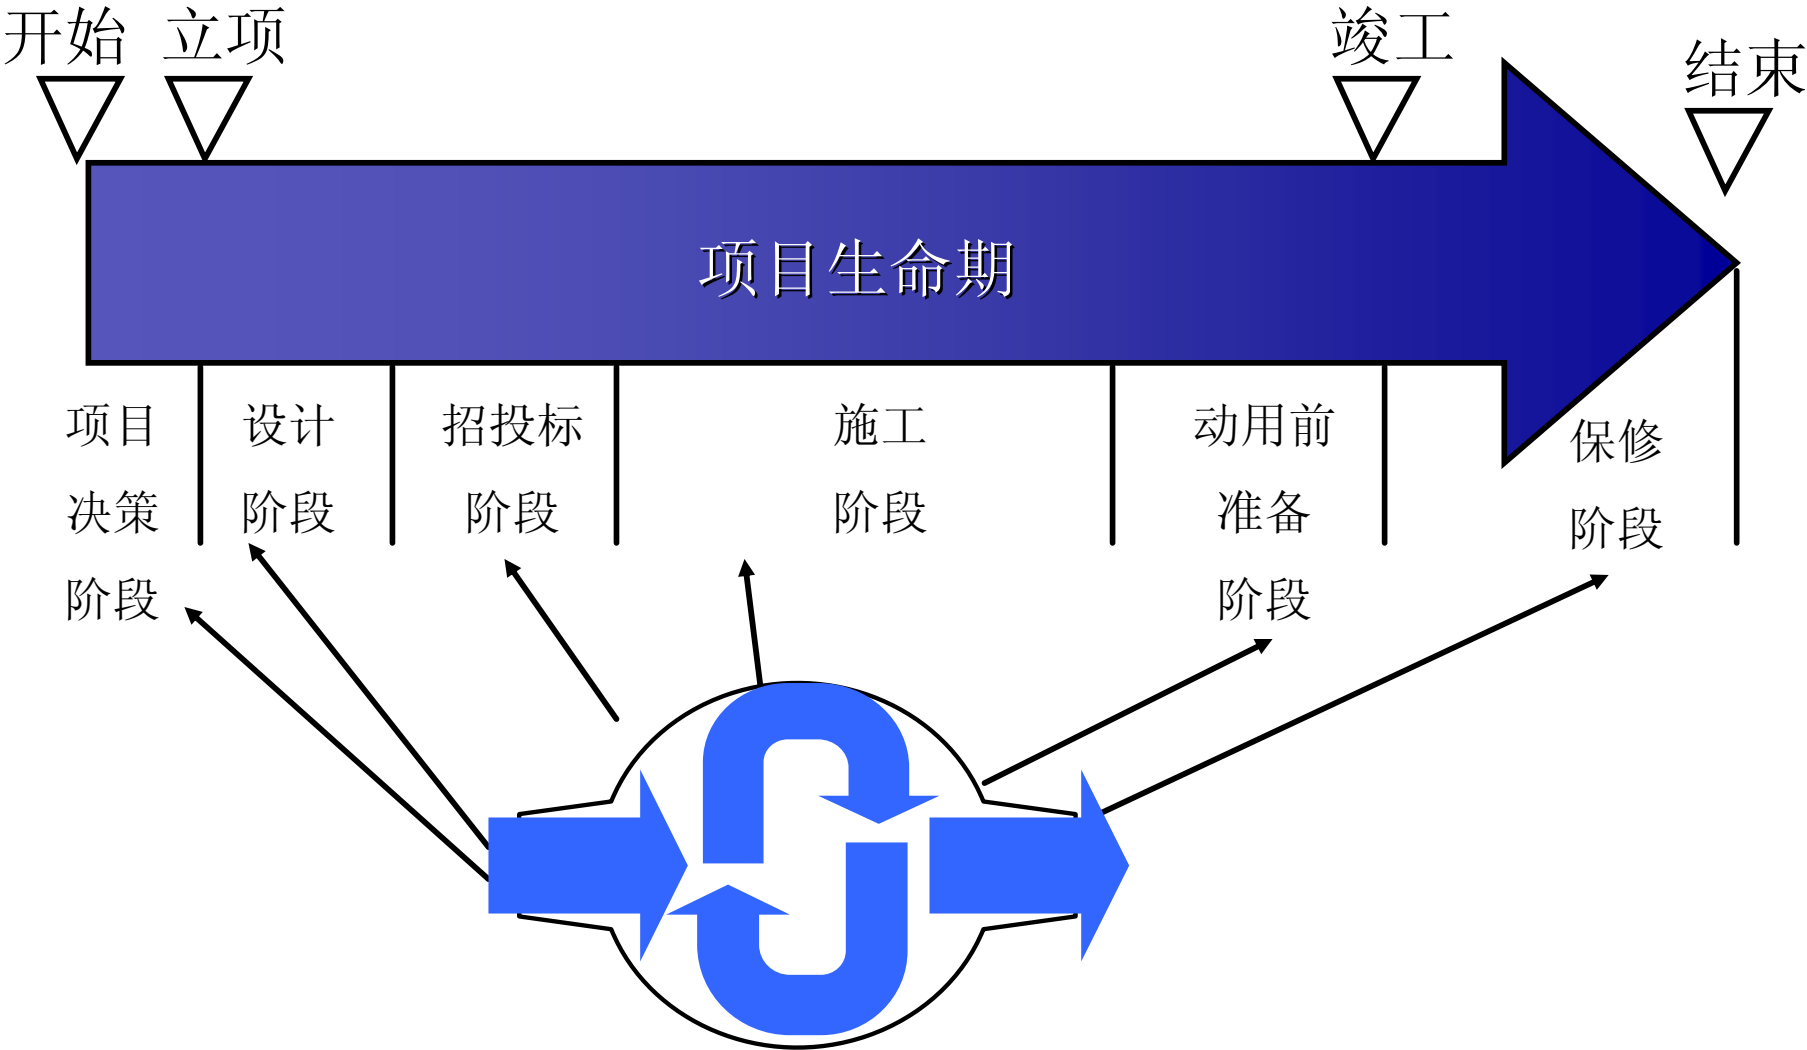 开始
立项
竣工
结束
项目生命期
项目
决策
阶段
设计
阶段
招投标
阶段
施工
阶段
动用前
准备
阶段
保修
阶段